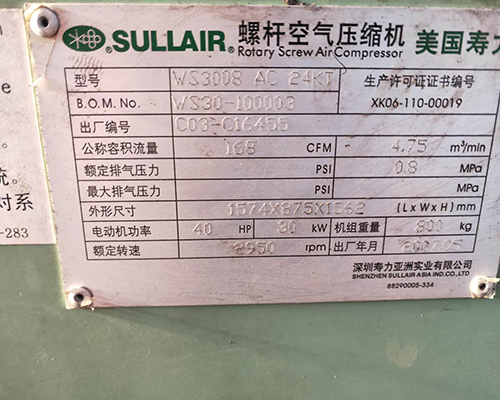 SULLAIR. 螺杆空气压缩机 美国寿力
Rotary Screw Air Compressor
型号 WS3008 AC 24KT 生产许可证证书编号
B.O.M. No. WS30-100003 XK06-110-00019
出厂编号 C03-C16455
公称容积流量 168 CFM 4.75 m³/min
额定排气压力 PSI 0.8 MPa
最大排气压力 PSI MPa
外形尺寸 1574X875X1562 (LxWxH) mm
电动机功率 40 HP 30 kW 机组重量 800 kg
额定转速 2950 rpm 出厂年月
深圳寿力亚洲实业有限公司
SHENZHEN SULLAIR ASIA IND.CO.,LTD
88290005-334
e
统。
对系
-283